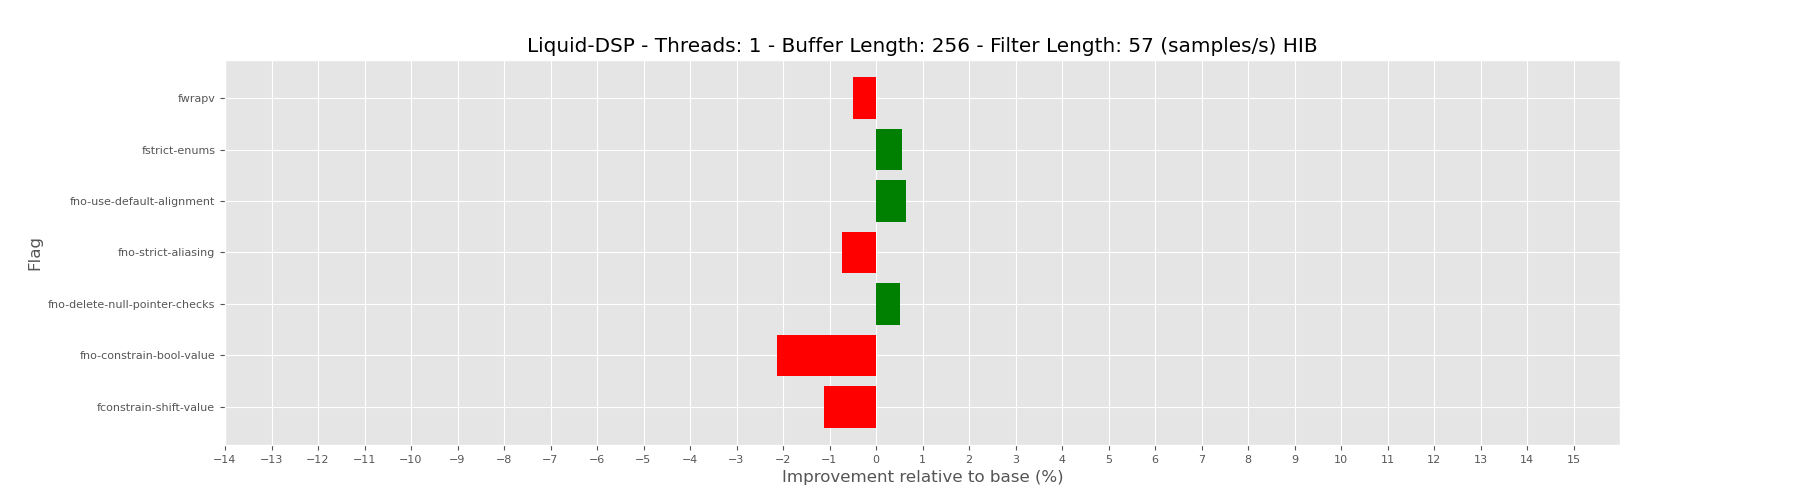 Liquid-DSP - Threads: 1 - Buffer Length: 256 - Filter Length: 57 (samples/s) HIB
Flag
fwrapv
fstrict-enums
fno-use-default-alignment
fno-strict-aliasing
fno-delete-null-pointer-checks
fno-constrain-bool-value
fconstrain-shift-value
−14 −13 −12 −11 −10 −9 −8 −7 −6 −5 −4 −3 −2 −1 0 1 2 3 4 5 6 7 8 9 10 11 12 13 14 15
Improvement relative to base (%)